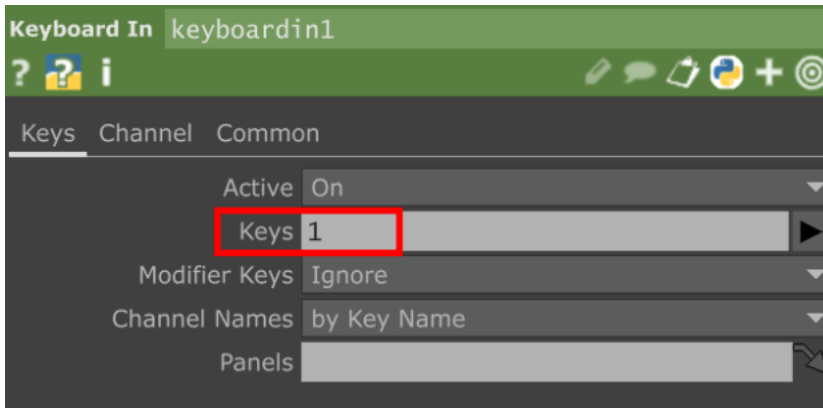 Keyboard In keyboardin1
? ? i
Keys Channel Common
Active On
Keys 1
Modifier Keys Ignore
Channel Names by Key Name
Panels